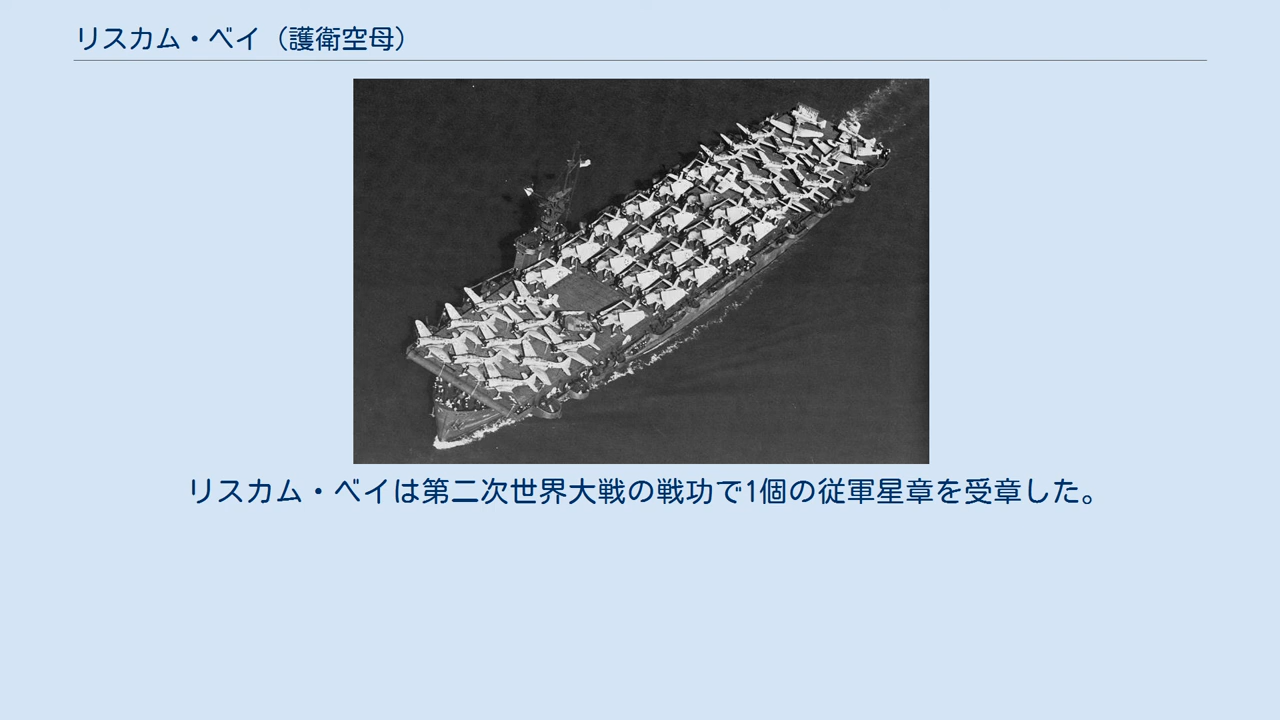 リスカム・ベイ（護衛空母）
リスカム・ベイは第二次世界大戦の戦功で1個の従軍星章を受章した。